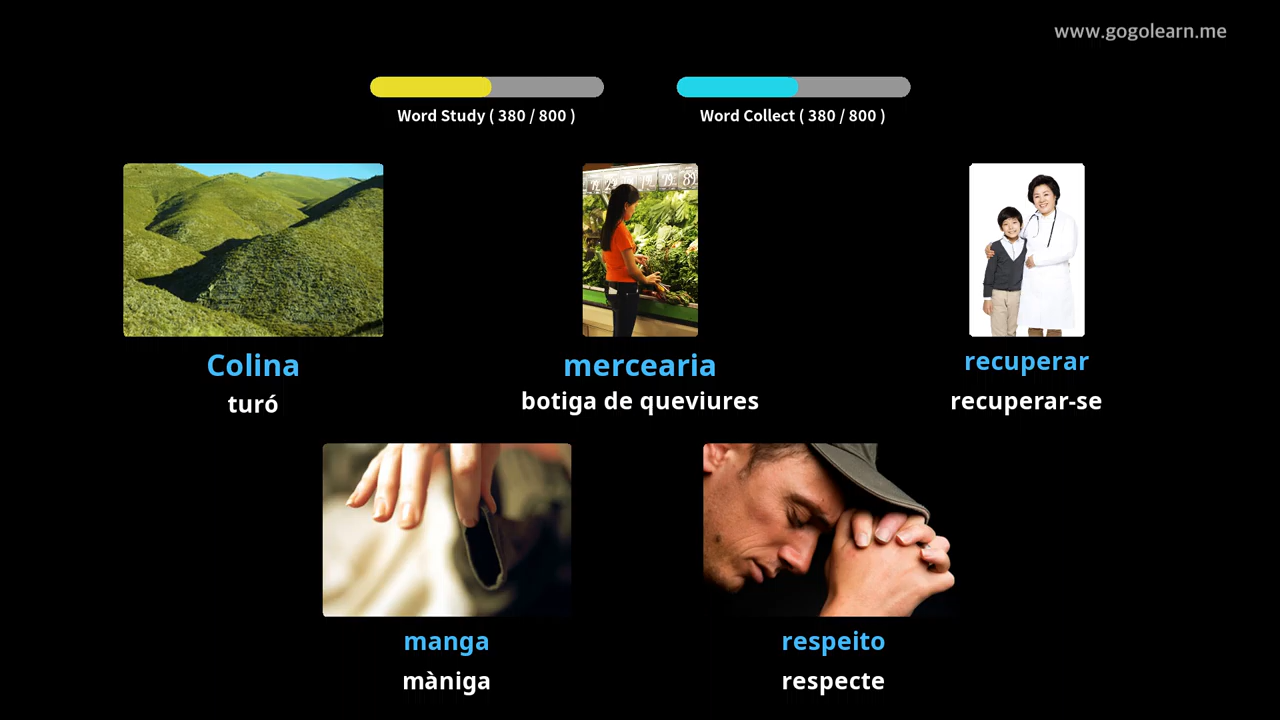 www.gogolearn.me
Word Study ( 380 / 800 )
Word Collect ( 380 / 800 )
Colina
turó
mercearia
botiga de queviures
recuperar
recuperar-se
manga
màniga
respeito
respecte